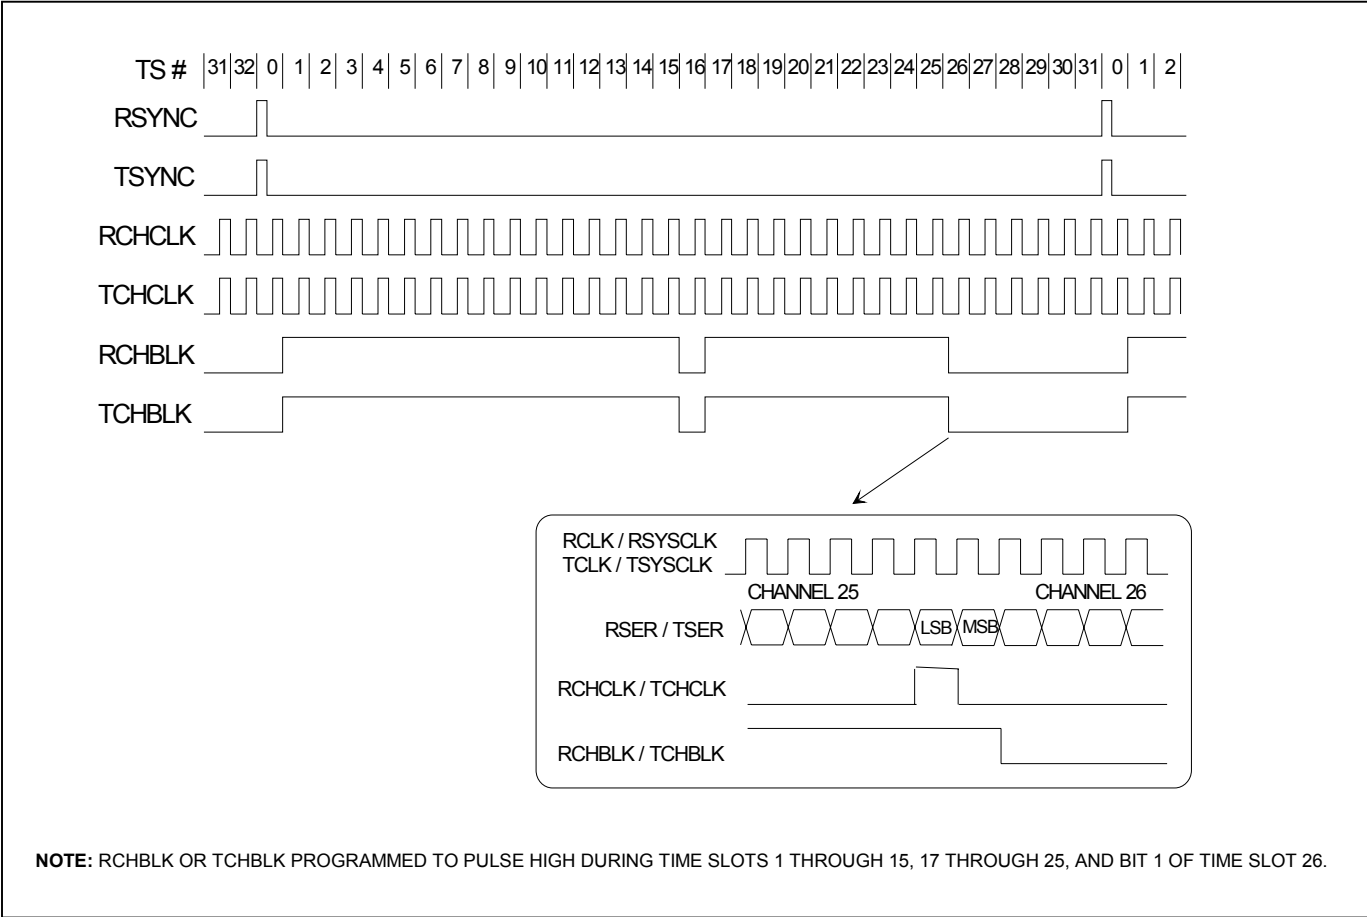 TS # 31 32 0 1 2 3 4 5 6 7 8 9 10 11 12 13 14 15 16 17 18 19 20 21 22 23 24 25 26 27 28 29 30 31 0 1 2
RSYNC
TSYNC
RCHCLK
TCHCLK
RCHBLK
TCHBLK
RCLK / RSYSCLK
TCLK / TSYSCLK
CHANNEL 25 CHANNEL 26
RSER / TSER LSB MSB
RCHCLK / TCHCLK
RCHBLK / TCHBLK
NOTE: RCHBLK OR TCHBLK PROGRAMMED TO PULSE HIGH DURING TIME SLOTS 1 THROUGH 15, 17 THROUGH 25, AND BIT 1 OF TIME SLOT 26.